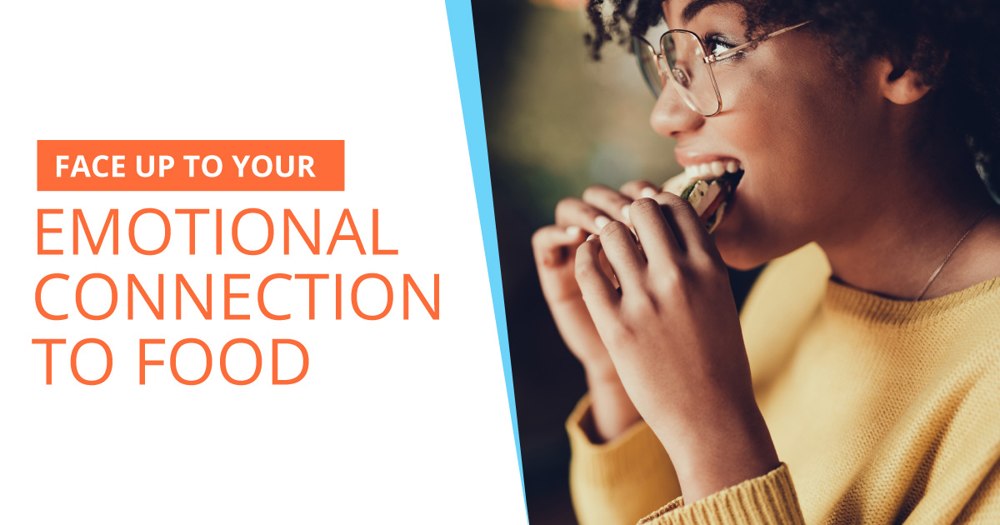 FACE UP TO YOUR
EMOTIONAL
CONNECTION
TO FOOD